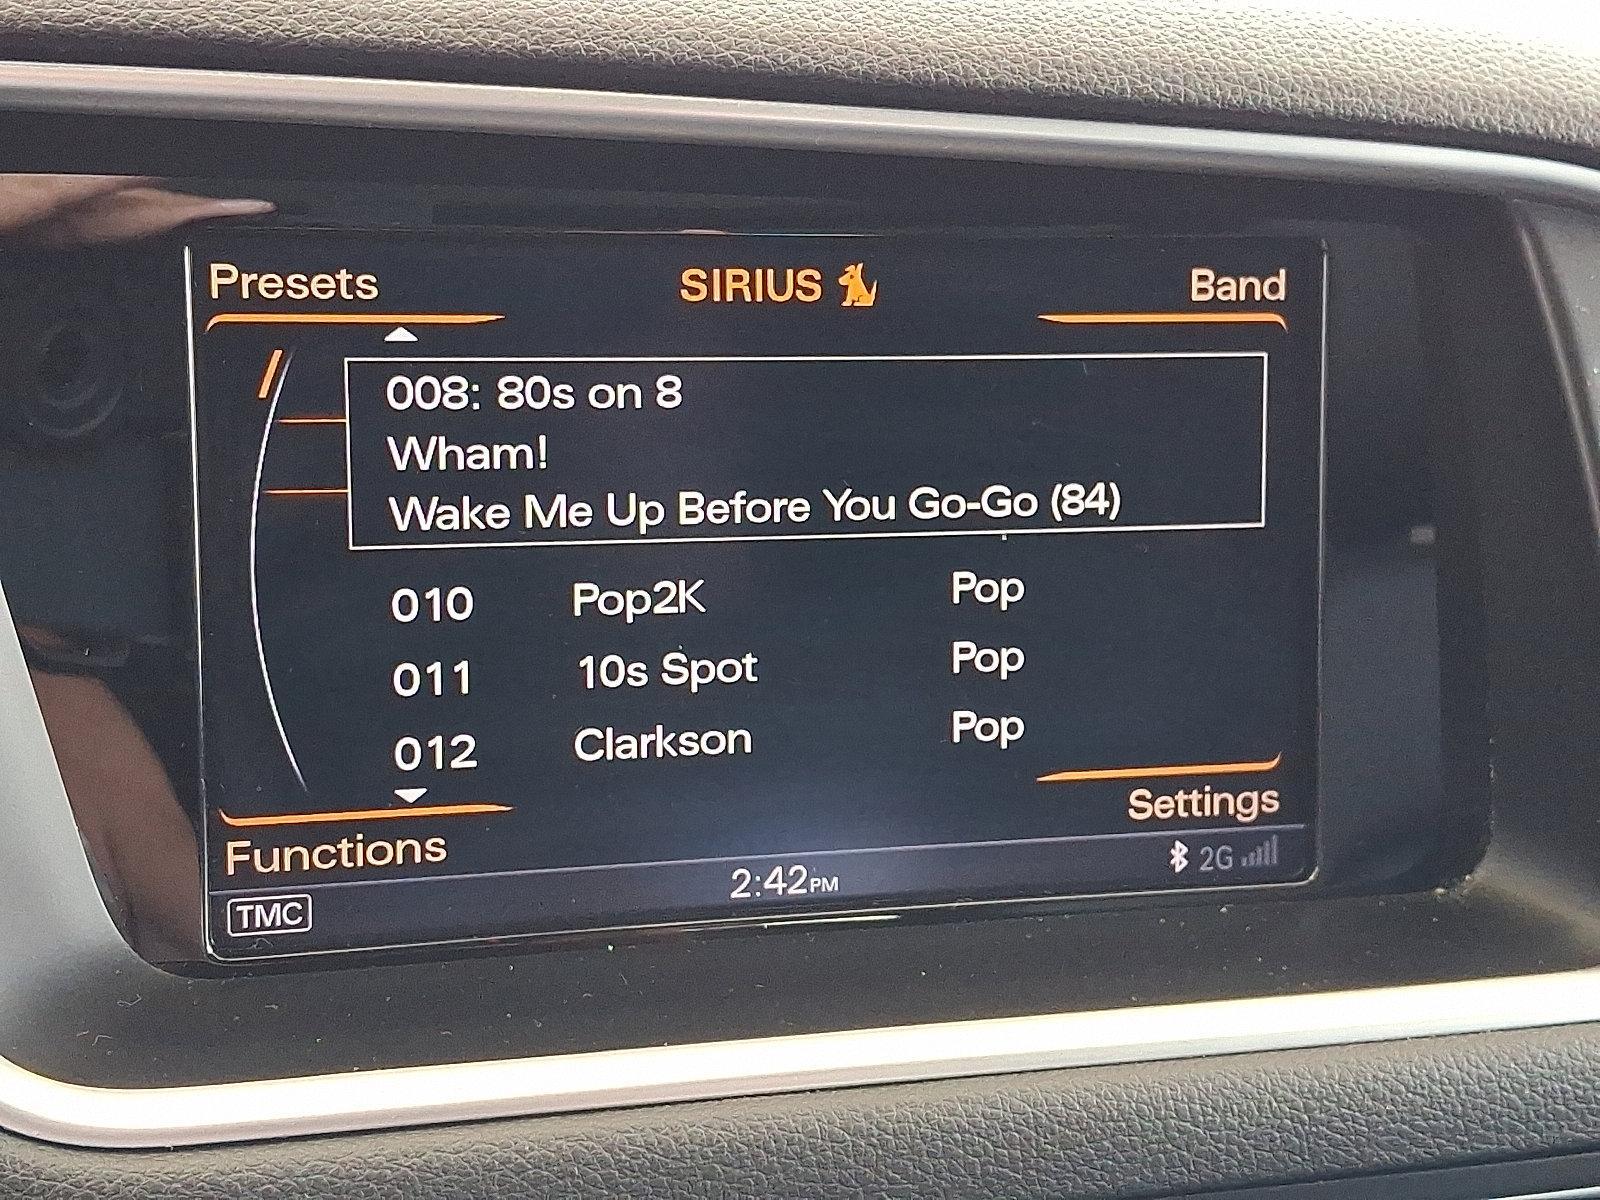 Presets SIRIUS Band
008: 80s on 8
Wham!
Wake Me Up Before You Go-Go (84)
010 Pop2K Pop
011 10s Spot Pop
012 Clarkson Pop
Settings
Functions
2:42PM 2G
TMC